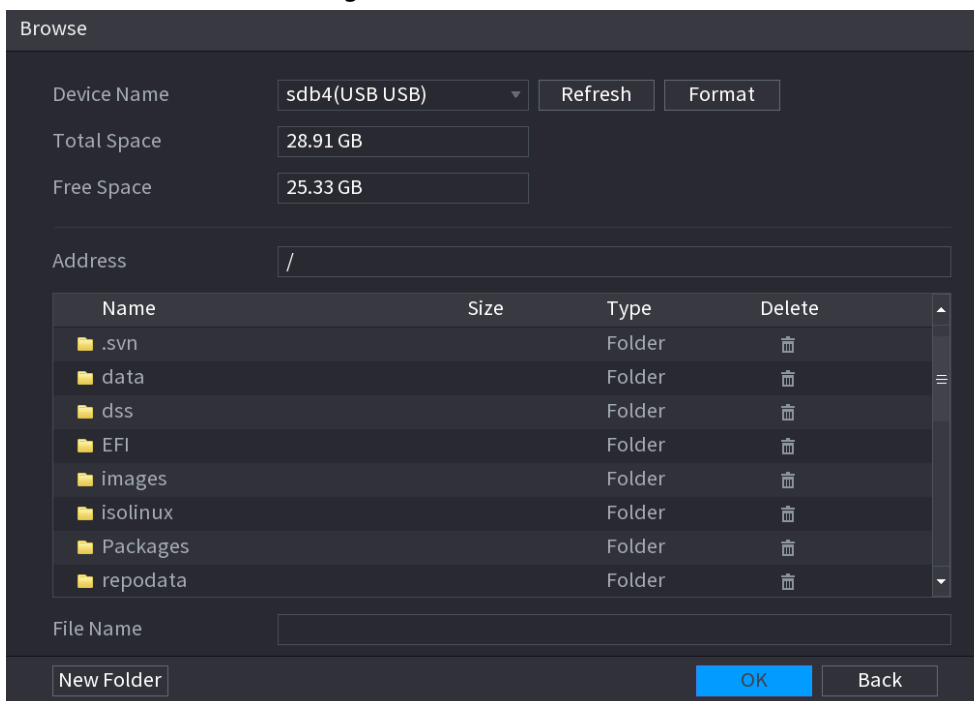 Browse
Device Name sdb4(USB USB) Refresh Format
Total Space 28.91 GB
Free Space 25.33 GB
Address /
Name Size Type Delete
.svn Folder
data Folder
dss Folder
EFI Folder
images Folder
isolinux Folder
Packages Folder
repodata Folder
File Name
New Folder OK Back